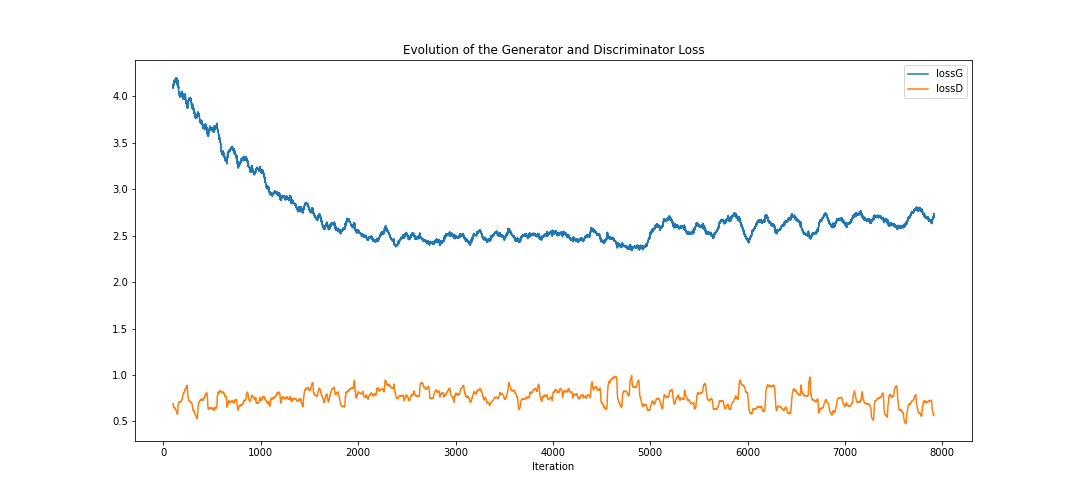 Evolution of the Generator and Discriminator Loss
lossG
lossD
4.0
3.5
3.0
2.5
2.0
1.5
1.0
0.5
0 1000 2000 3000 4000 5000 6000 7000 8000
Iteration